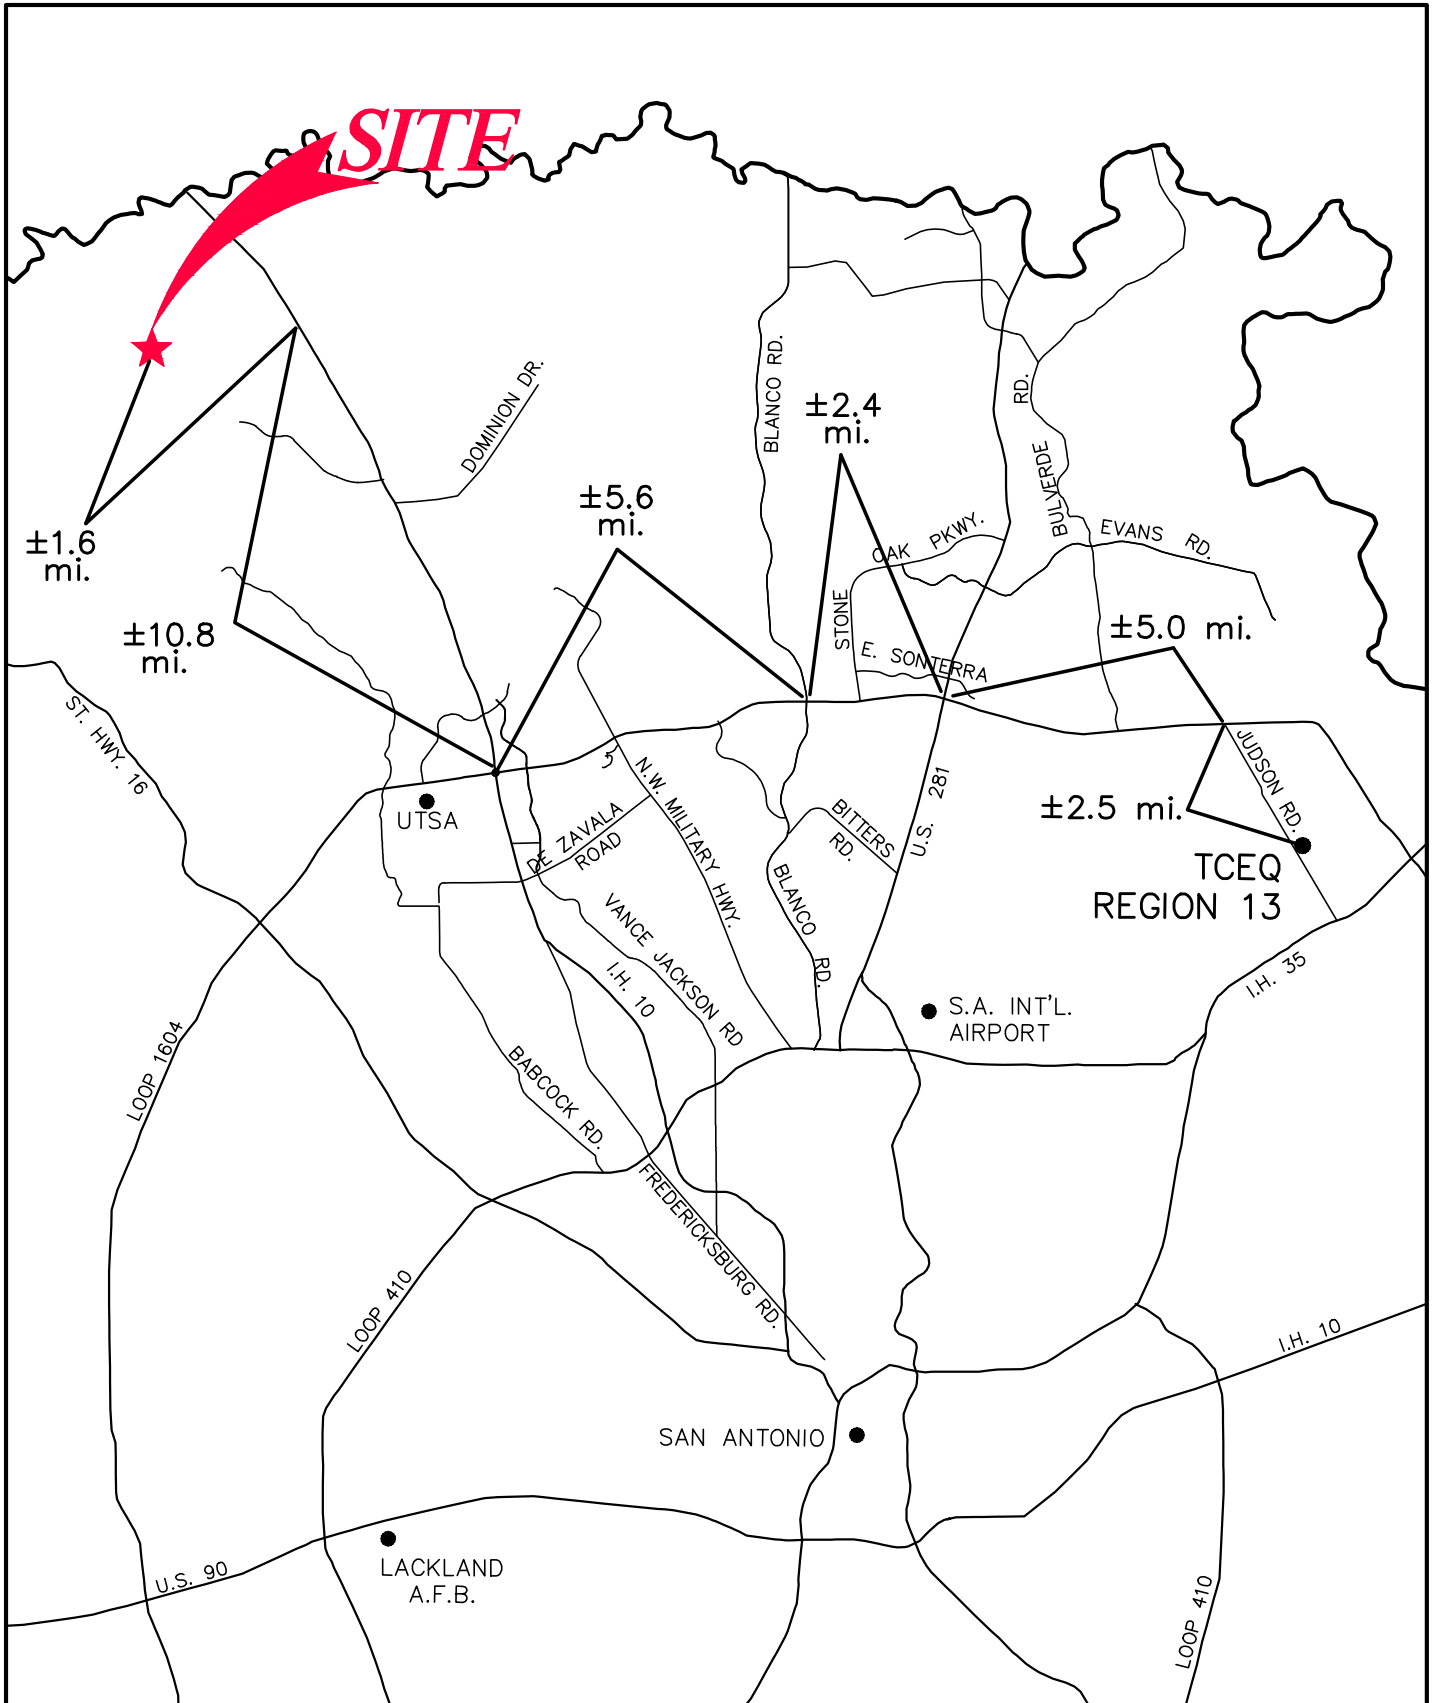 SITE
DOMINION DR.
BLANCO RD.
±2.4
mi.
RD.
BULVERDE
±5.6
mi.
±1.6
mi.
OAK PKWY.
EVANS RD.
STONE
E. SONTERRA
±5.0 mi.
±10.8
mi.
ST. HWY. 16
JUDSON RD.
N.W. MILITARY HWY.
U.S. 281
±2.5 mi.
UTSA
DE ZAVALA
ROAD
BITTERS
RD.
TCEQ
REGION 13
BLANCO RD.
VANCE JACKSON RD
I.H. 10
I.H. 35
S.A. INT'L.
AIRPORT
LOOP 1604
BABCOCK RD.
FREDERICKSBURG RD.
LOOP 410
I.H. 10
SAN ANTONIO
LACKLAND
A.F.B.
U.S. 90
LOOP 410